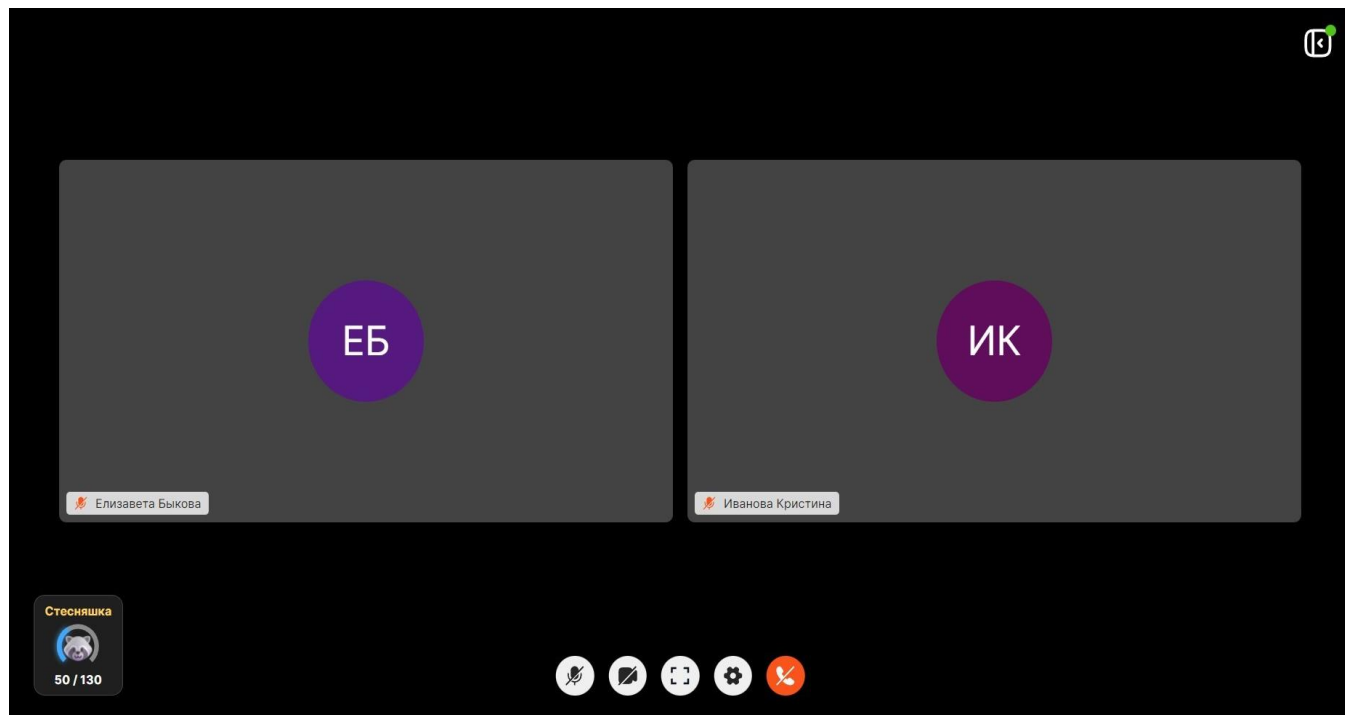 ЕБ
ИК
Елизавета Быкова
Иванова Кристина
Стесняшка
50 / 130